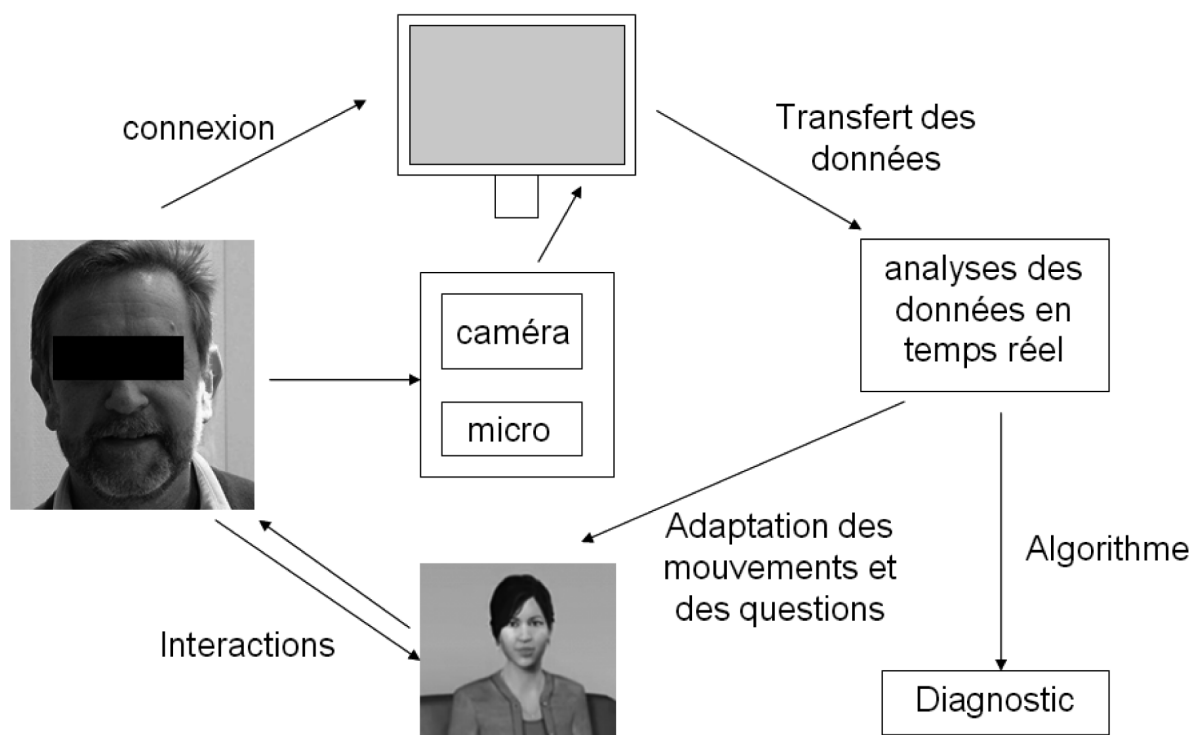 connexion
Transfert des
données
analyses des
données en
temps réel
caméra
micro
Adaptation des
mouvements et
des questions
Algorithme
Interactions
Diagnostic